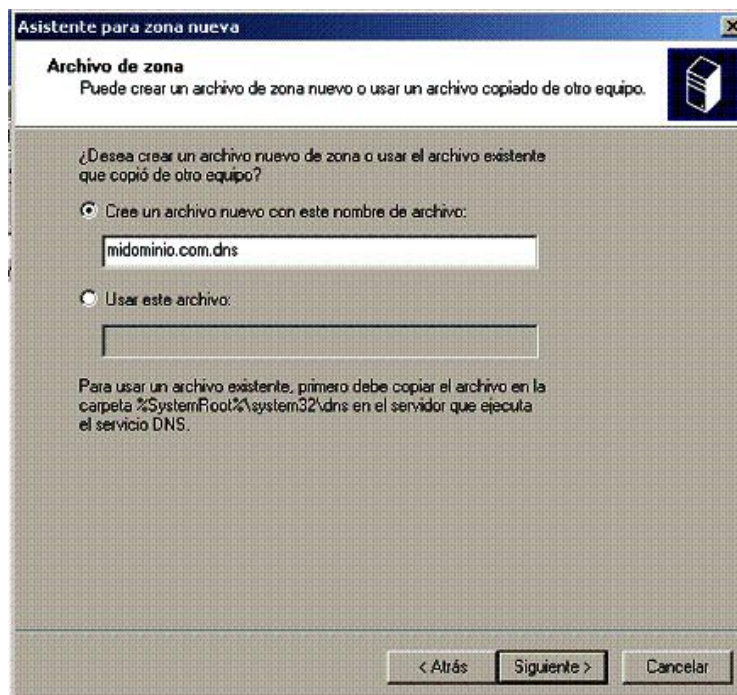 Asistente para zona nueva
Archivo de zona
Puede crear un archivo de zona nuevo o usar un archivo copiado de otro equipo.
¿Desea crear un archivo nuevo de zona o usar el archivo existente
que copió de otro equipo?
Cree un archivo nuevo con este nombre de archivo:
midominio.com.dns
Usar este archivo:
Para usar un archivo existente, primero debe copiar el archivo en la
carpeta %SystemRoot%\system32\dns en el servidor que ejecuta
el servicio DNS.
< Atrás
Siguiente >
Cancelar